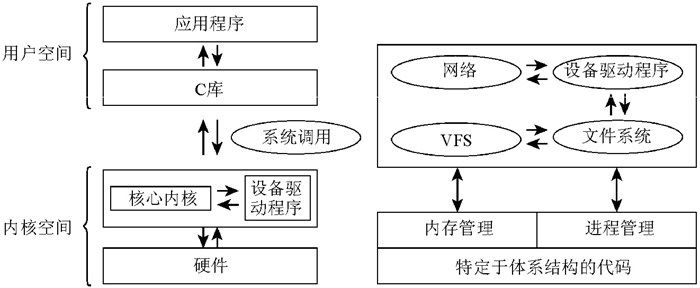 应用程序
用户空间
C库
系统调用
核心内核
设备驱
动程序
内核空间
硬件
网络
设备驱动程序
VFS
文件系统
内存管理
进程管理
特定于体系结构的代码